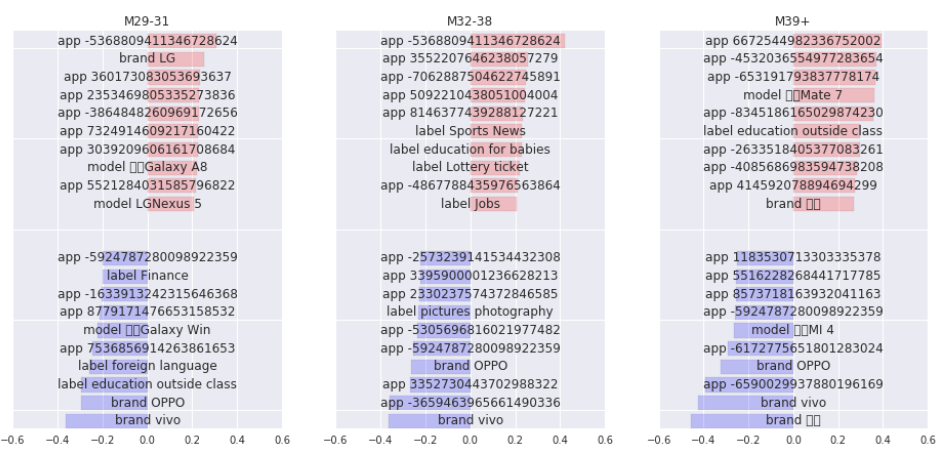 M29-31
app -5368809411346728624
brand LG
app 360173083053693637
app 2353469805335273836
app -3864848260969172656
app 7324914609217160422
app 3039209606161708684
model Galaxy A8
app 5521284031585796822
model LGNexus 5
app -5924787280098922359
label Finance
app -1633913242315646368
app 8779171476653158532
model Galaxy Win
app 7536856914263861653
label foreign language
label education outside class
brand OPPO
brand vivo
−0.6 −0.4 −0.2 0.0 0.2 0.4 0.6
M32-38
app -5368809411346728624
app 3552207646238057279
app -7062887504622745891
app 5092210438051004004
app 8146377439288127221
label Sports News
label education for babies
label Lottery ticket
app -4867788435976563864
label Jobs
app -2573239141534432308
app 3395900001236628213
app 2330237574372846585
label pictures photography
app -5305696816021977482
app -5924787280098922359
brand OPPO
app 3352730443702988322
app -3659463965661490336
brand vivo
−0.6 −0.4 −0.2 0.0 0.2 0.4 0.6
M39+
app 6672544982336752002
app -4532036554977283654
app -653191793837778174
model Mate 7
app -8345186165029874230
label education outside class
app -2633518405377083261
app -4085686983594738208
app 414592078894694299
brand
app 1183530713303335378
app 5516228268441717785
app 857371816393204​1163
app -5924787280098922359
model MI 4
app -6172775651801283024
brand OPPO
app -6590029937880196169
brand vivo
brand
−0.6 −0.4 −0.2 0.0 0.2 0.4 0.6